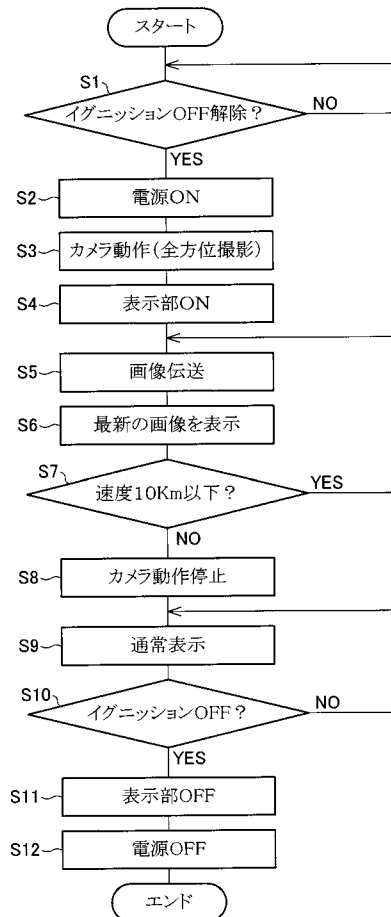 スタート
S1
イグニッションOFF解除?
NO
YES
S2
電源ON
S3
カメラ動作(全方位撮影)
S4
表示部ON
S5
画像伝送
S6
最新の画像を表示
S7
速度10Km以下?
YES
NO
S8
カメラ動作停止
S9
通常表示
S10
イグニッションOFF?
NO
YES
S11
表示部OFF
S12
電源OFF
エンド